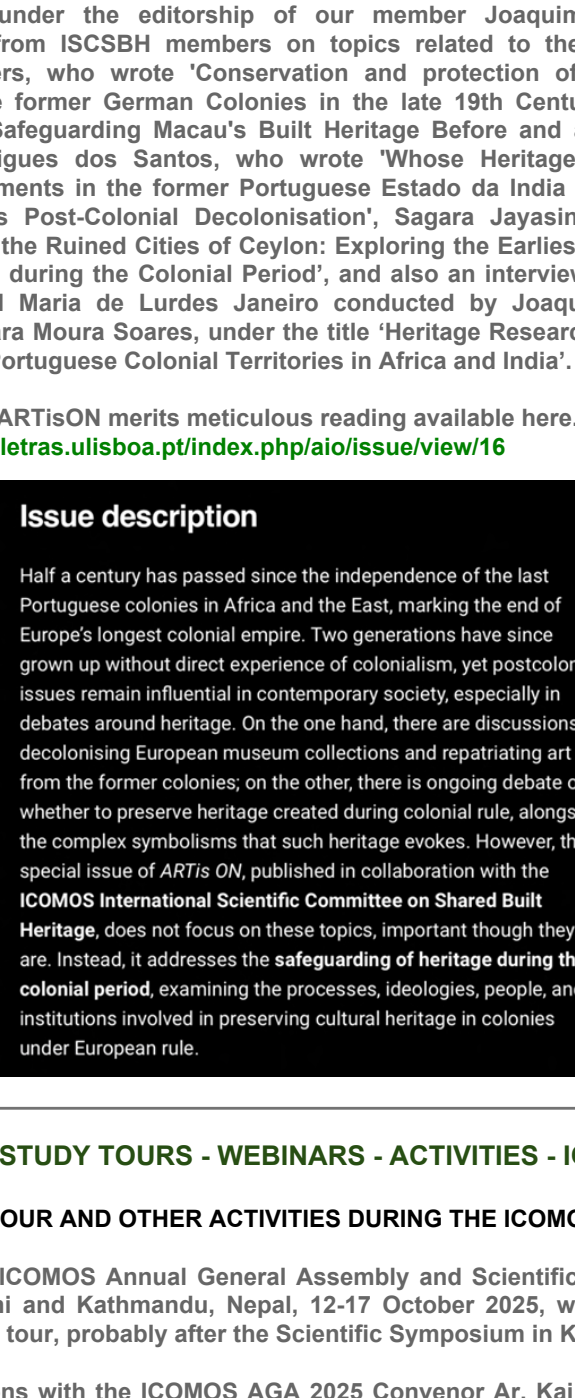 under the editorship of our member Joaquim
from ISCSBH members on topics related to the
ers, who wrote 'Conservation and protection of
e former German Colonies in the late 19th Centu
Safeguarding Macau's Built Heritage Before and
igues dos Santos, who wrote 'Whose Heritage
ments in the former Portuguese Estado da India
s Post-Colonial Decolonisation', Sagara Jayasin
the Ruined Cities of Ceylon: Exploring the Earlies
during the Colonial Period’, and also an interview
d Maria de Lurdes Janeiro conducted by Joaqu
ara Moura Soares, under the title ‘Heritage Researc
Portuguese Colonial Territories in Africa and India’.
ARTisON merits meticulous reading available here.
letras.ulisboa.pt/index.php/aio/issue/view/16
Issue description
Half a century has passed since the independence of the last
Portuguese colonies in Africa and the East, marking the end of
Europe’s longest colonial empire. Two generations have since
grown up without direct experience of colonialism, yet postcolon
issues remain influential in contemporary society, especially in
debates around heritage. On the one hand, there are discussions
decolonising European museum collections and repatriating art
from the former colonies; on the other, there is ongoing debate o
whether to preserve heritage created during colonial rule, alongs
the complex symbolisms that such heritage evokes. However, th
special issue of ARTis ON, published in collaboration with the
ICOMOS International Scientific Committee on Shared Built
Heritage, does not focus on these topics, important though they
are. Instead, it addresses the safeguarding of heritage during th
colonial period, examining the processes, ideologies, people, and
institutions involved in preserving cultural heritage in colonies
under European rule.
STUDY TOURS - WEBINARS - ACTIVITIES - IC
OUR AND OTHER ACTIVITIES DURING THE ICOMO
ICOMOS Annual General Assembly and Scientific
ni and Kathmandu, Nepal, 12-17 October 2025, w
tour, probably after the Scientific Symposium in K
ns with the ICOMOS AGA 2025 Convenor Ar. Kai